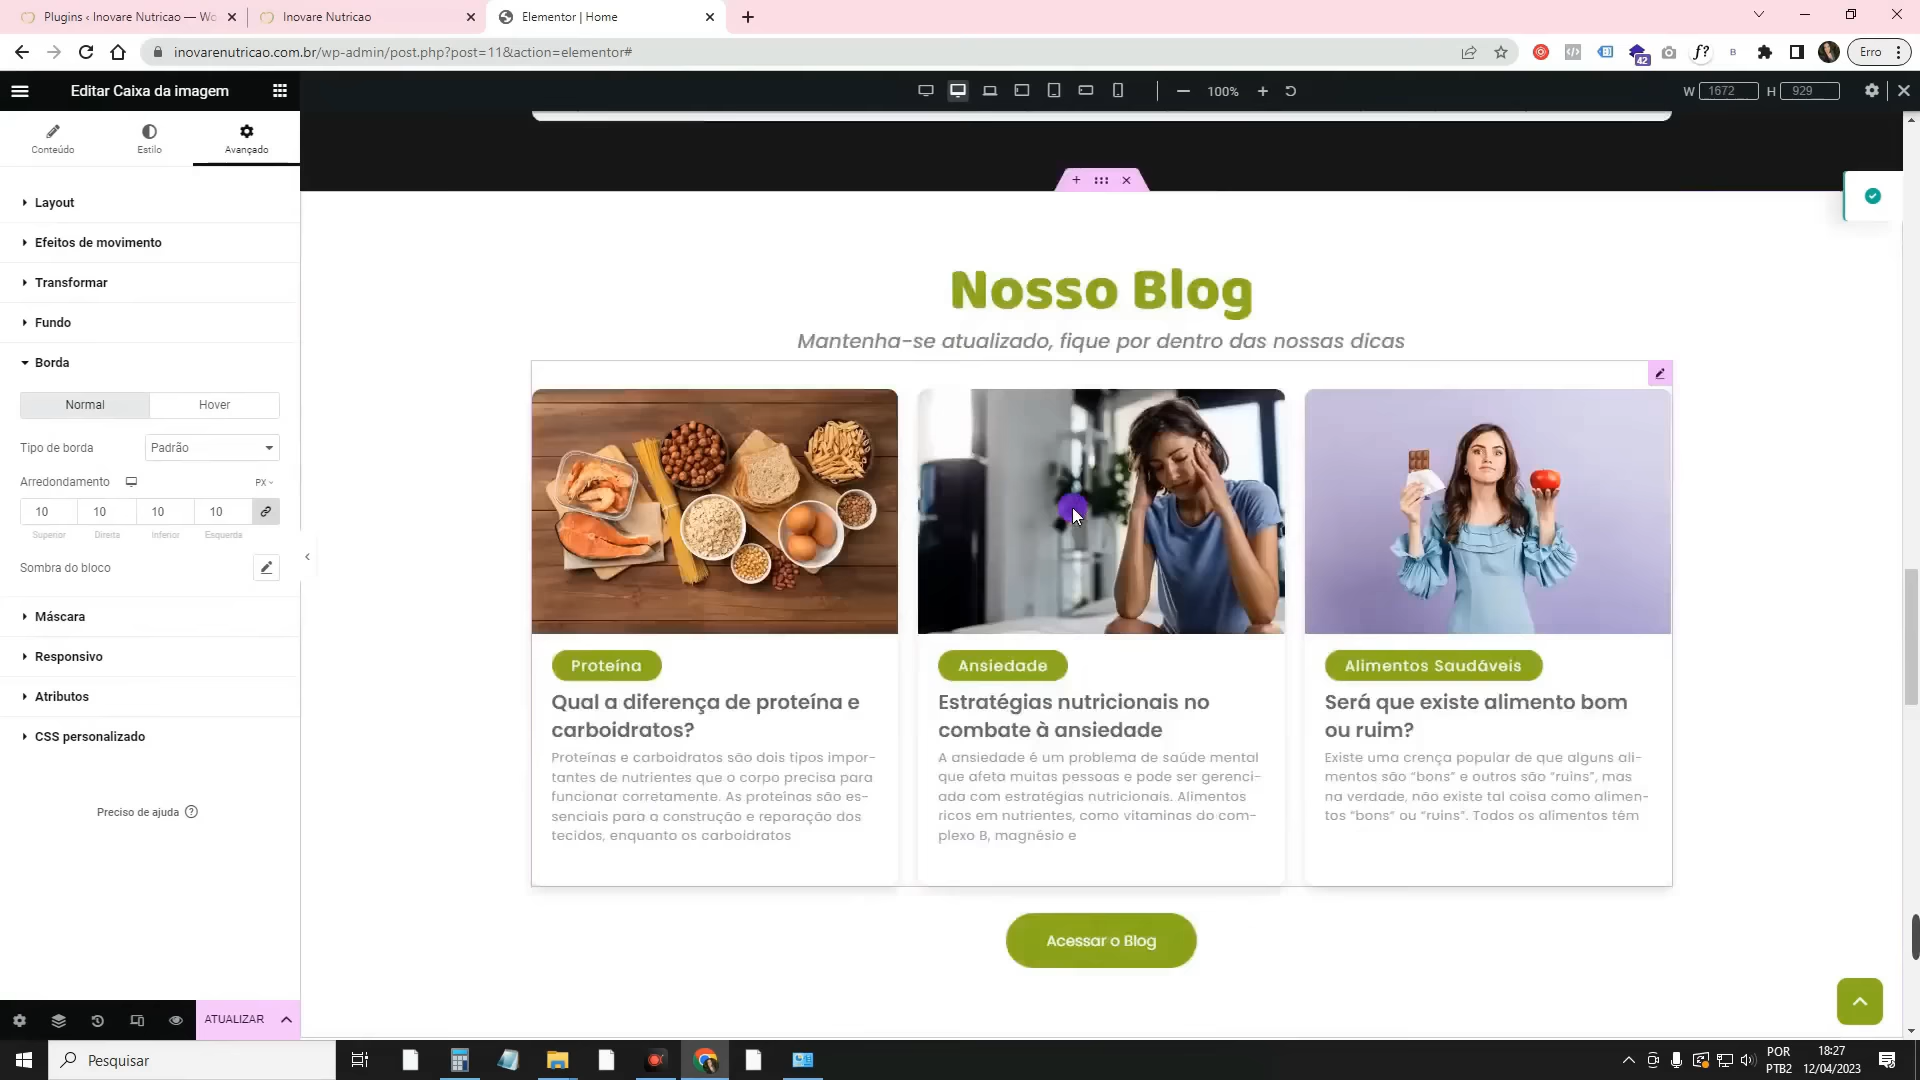 Plugins ‹ Inovare Nutricao — Wo
Inovare Nutricao
Elementor | Home
inovarenutricao.com.br/wp-admin/post.php?post=11&action=elementor#
42
f?
B
Erro
Editar Caixa da imagem
100%
W 1672 H 929
Conteúdo
Estilo
Avançado
Layout
Efeitos de movimento
Transformar
Fundo
Borda
Normal
Hover
Tipo de borda
Padrão
Arredondamento
PX
10 10 10 10
Superior Direita Inferior Esquerda
Sombra do bloco
Máscara
Responsivo
Atributos
CSS personalizado
Preciso de ajuda
ATUALIZAR
Nosso Blog
Mantenha-se atualizado, fique por dentro das nossas dicas
Proteína
Qual a diferença de proteína e
carboidratos?
Proteínas e carboidratos são dois tipos impor-
tantes de nutrientes que o corpo precisa para
funcionar corretamente. As proteínas são es-
senciais para a construção e reparação dos
tecidos, enquanto os carboidratos
Ansiedade
Estratégias nutricionais no
combate à ansiedade
A ansiedade é um problema de saúde mental
que afeta muitas pessoas e pode ser gerenci-
ada com estratégias nutricionais. Alimentos
ricos em nutrientes, como vitaminas do com-
plexo B, magnésio e
Alimentos Saudáveis
Será que existe alimento bom
ou ruim?
Existe uma crença popular de que alguns ali-
mentos são “bons” e outros são “ruins”, mas
na verdade, não existe tal coisa como alimen-
tos “bons” ou “ruins”. Todos os alimentos têm
Acessar o Blog
Pesquisar
POR
PTB2
18:27
12/04/2023